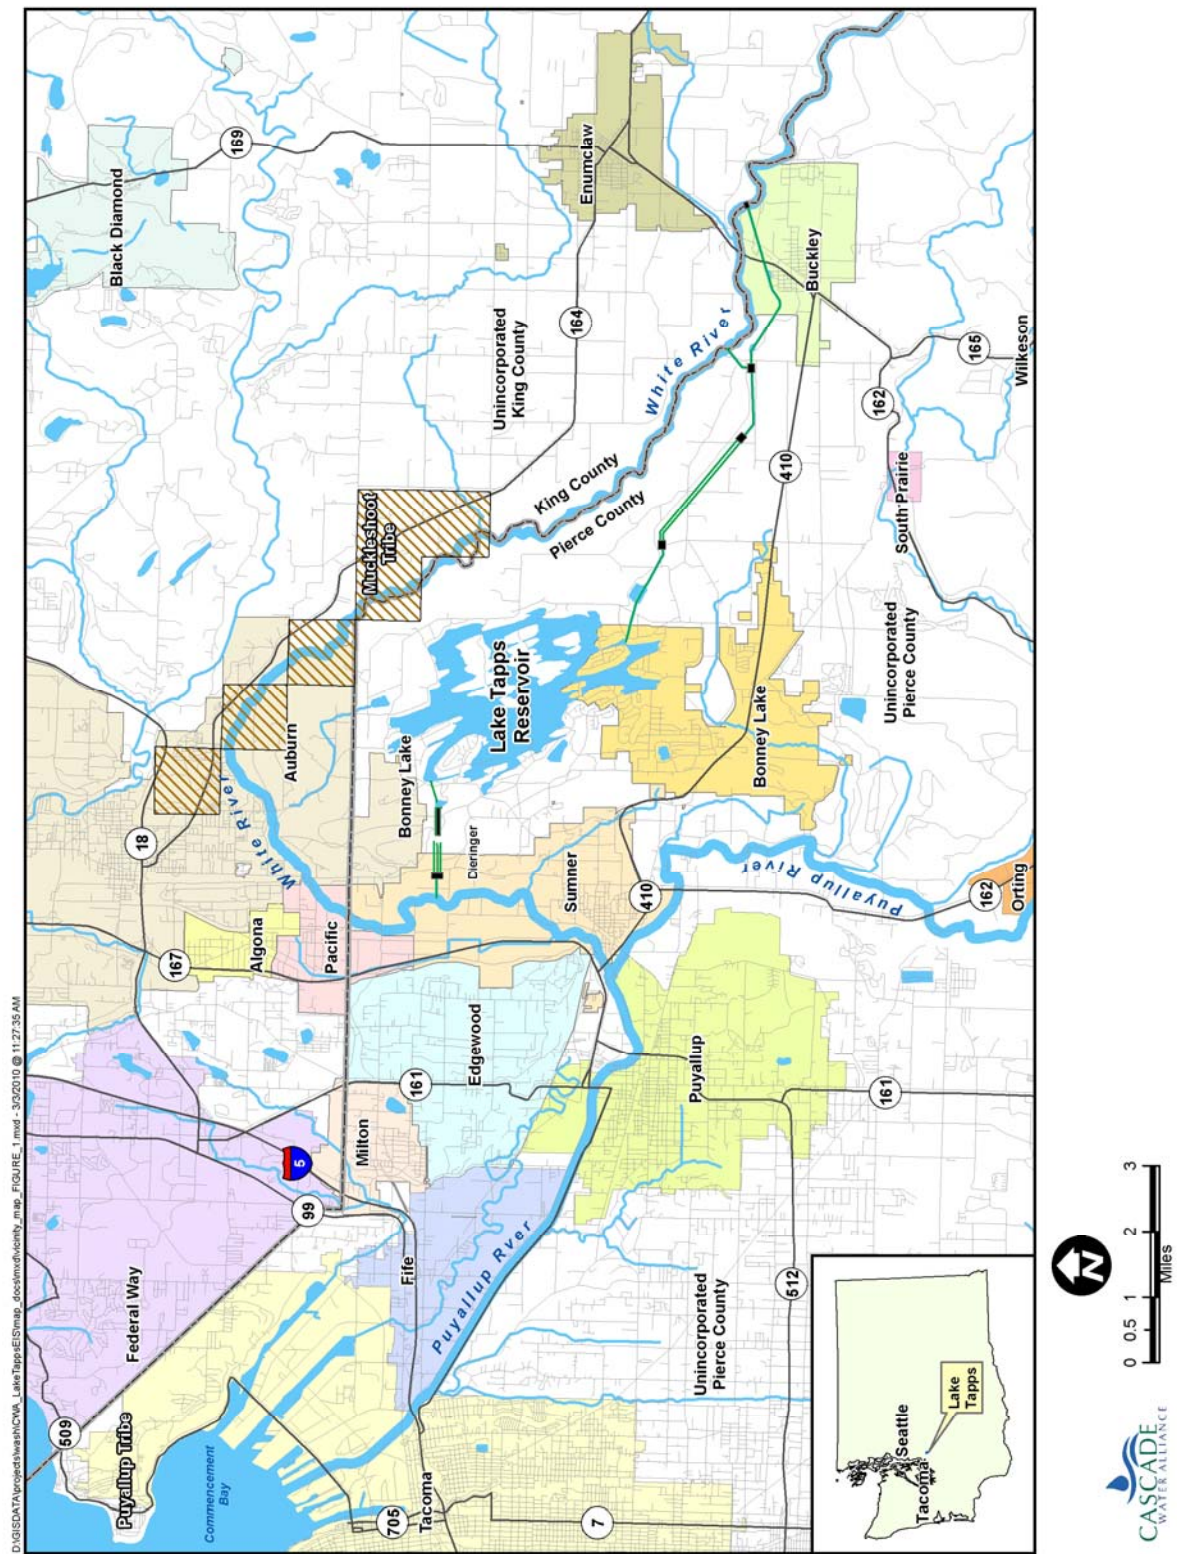 D:\GISDATA\projects\wash\CWA_LakeTappsEIS\map_docs\mxd\vicinty_map_FIGURE_1.mxd - 3/3/2010 @ 11:27:35 AM
509
Federal Way
99
5
18
167
Algona
Pacific
Auburn
White River
Muckleshoot
Tribe
Black Diamond
169
Puyallup Tribe
Commencement
Bay
Milton
161
Edgewood
Fife
Bonney Lake
Dieringer
Lake Tapps
Reservoir
King County
Pierce County
Unincorporated
King County
164
Enumclaw
White River
705
Tacoma
Puyallup Rver
Sumner
410
7
Unincorporated
Pierce County
512
Puyallup
161
Puyallup River
Bonney Lake
410
Buckley
Unincorporated
Pierce County
South Prairie
162
165
Wilkeson
162
Orting
Seattle
Tacoma
Lake
Tapps
CASCADE
WATER ALLIANCE
0 0.5 1 2 3
Miles
N